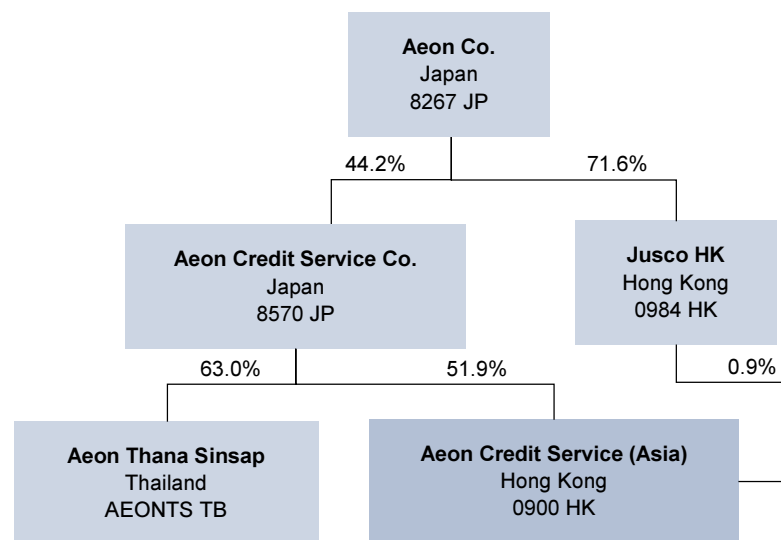 Aeon Co.
Japan
8267 JP
44.2%
71.6%
Aeon Credit Service Co.
Japan
8570 JP
Jusco HK
Hong Kong
0984 HK
63.0%
51.9%
0.9%
Aeon Thana Sinsap
Thailand
AEONTS TB
Aeon Credit Service (Asia)
Hong Kong
0900 HK